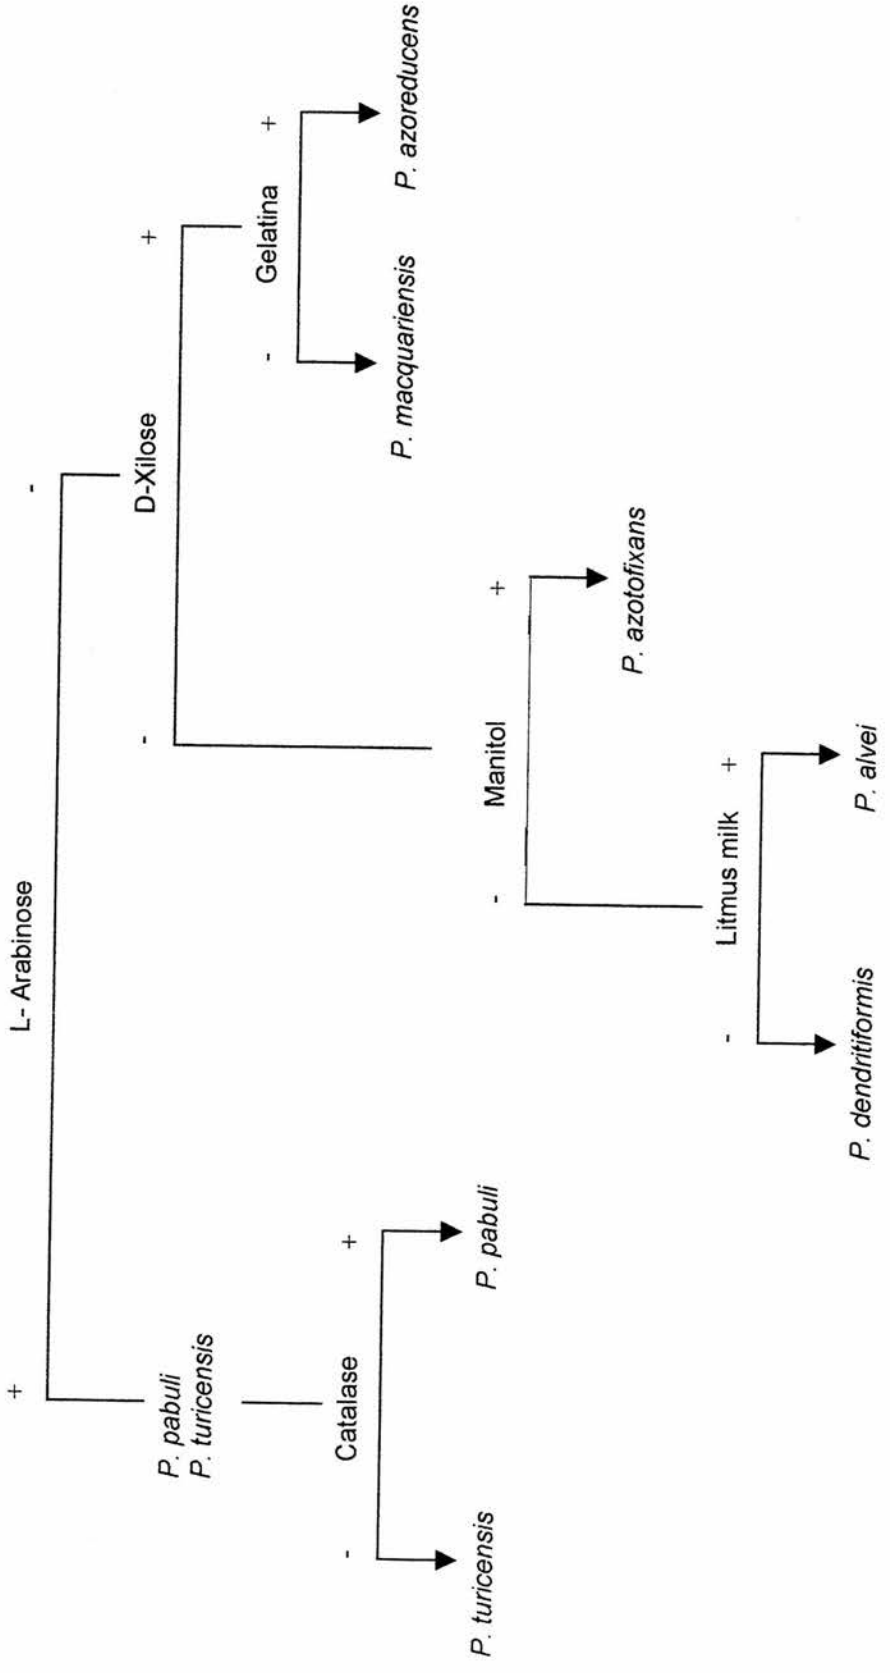 L- Arabinose
+
-
P. pabuli
P. turicensis
D-Xilose
-
+
Catalase
-
+
Gelatina
-
+
P. turicensis
P. pabuli
P. macquariensis
P. azoreducens
Manitol
-
+
P. azotofixans
Litmus milk
-
+
P. dendritiformis
P. alvei